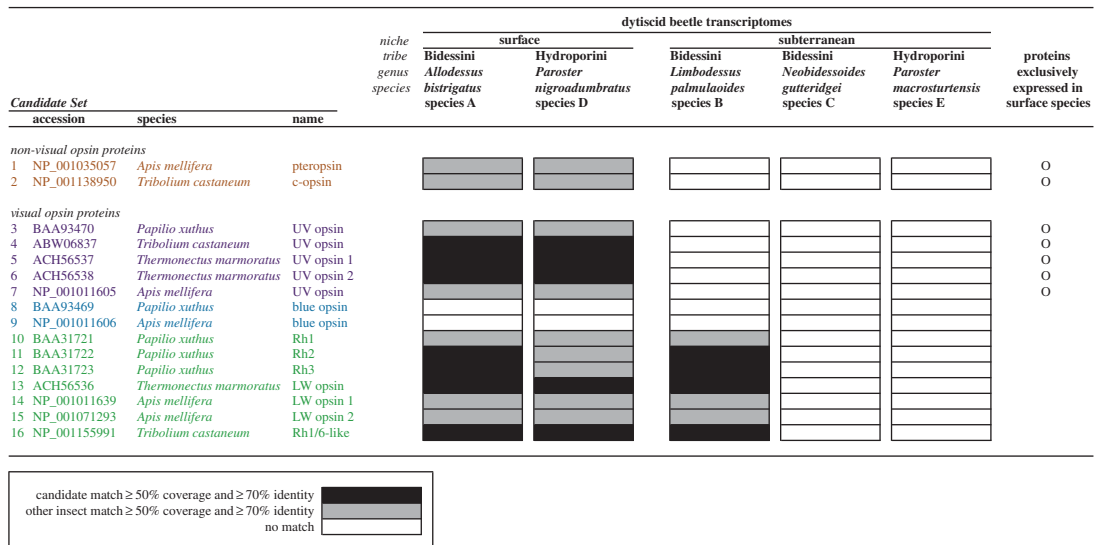 dytiscid beetle transcriptomes
niche surface subterranean
tribe Bidessini Hydroporini Bidessini Bidessini Hydroporini proteins
genus Allodessus Paroster Limbodessus Neobidessoides Paroster exclusively
species bistrigatus nigroadumbratus palmulaoides gutteridgei macrosturtensis expressed in
Candidate Set species A species D species B species C species E surface species
accession species name
non-visual opsin proteins
1 NP_001035057 Apis mellifera pteropsin O
2 NP_001138950 Tribolium castaneum c-opsin O
visual opsin proteins
3 BAA93470 Papilio xuthus UV opsin O
4 ABW06837 Tribolium castaneum UV opsin O
5 ACH56537 Thermonectus marmoratus UV opsin 1 O
6 ACH56538 Thermonectus marmoratus UV opsin 2 O
7 NP_001011605 Apis mellifera UV opsin O
8 BAA93469 Papilio xuthus blue opsin
9 NP_001011606 Apis mellifera blue opsin
10 BAA31721 Papilio xuthus Rh1
11 BAA31722 Papilio xuthus Rh2
12 BAA31723 Papilio xuthus Rh3
13 ACH56536 Thermonectus marmoratus LW opsin
14 NP_001011639 Apis mellifera LW opsin 1
15 NP_001071293 Apis mellifera LW opsin 2
16 NP_001155991 Tribolium castaneum Rh1/6-like
candidate match ≥ 50% coverage and ≥ 70% identity
other insect match ≥ 50% coverage and ≥ 70% identity
no match